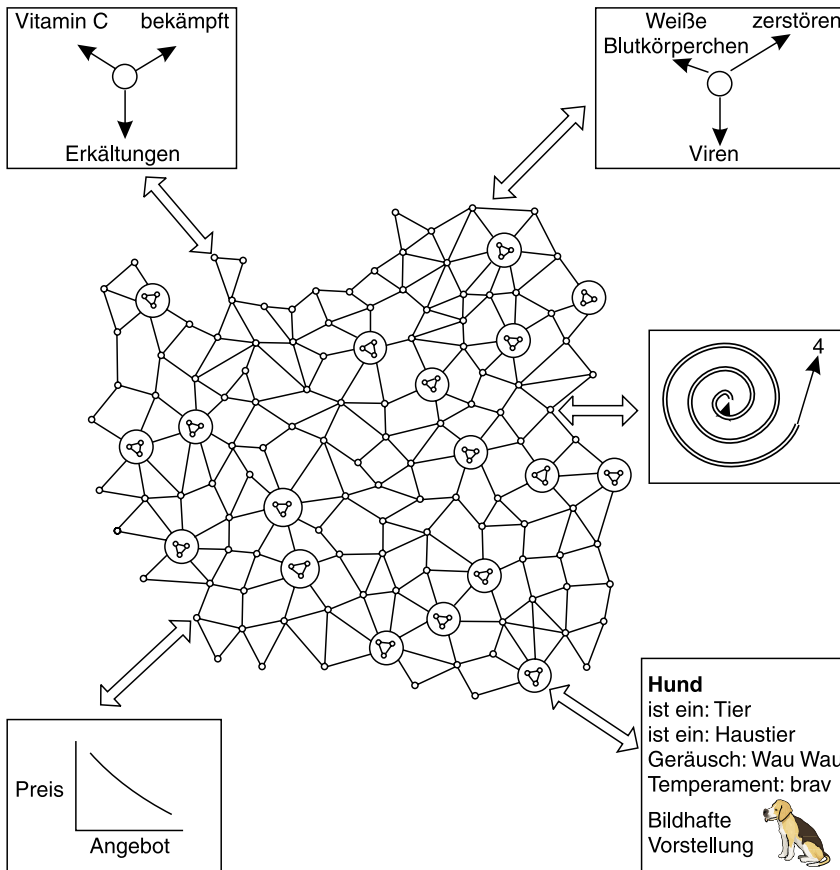 Vitamin C bekämpft
Erkältungen
Weiße zerstören
Blutkörperchen
Viren
4
Hund
ist ein: Tier
ist ein: Haustier
Geräusch: Wau Wau
Temperament: brav
Bildhafte
Vorstellung
Preis
Angebot